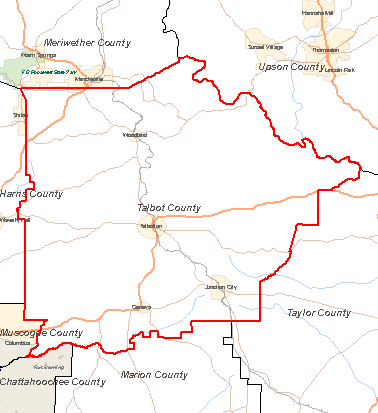 Hannahs Mill
Meriwether County
Sunset Village
Thomaston
Warm Springs
Upson County
F D Roosevelt State Park
Manchester
Lincoln Park
Shiloh
Woodland
Harris County
Talbot County
Waverly Hall
Talbotton
Junction City
Geneva
Taylor County
Muscogee County
Columbus
Fort Benning
Marion County
Chattahoochee County